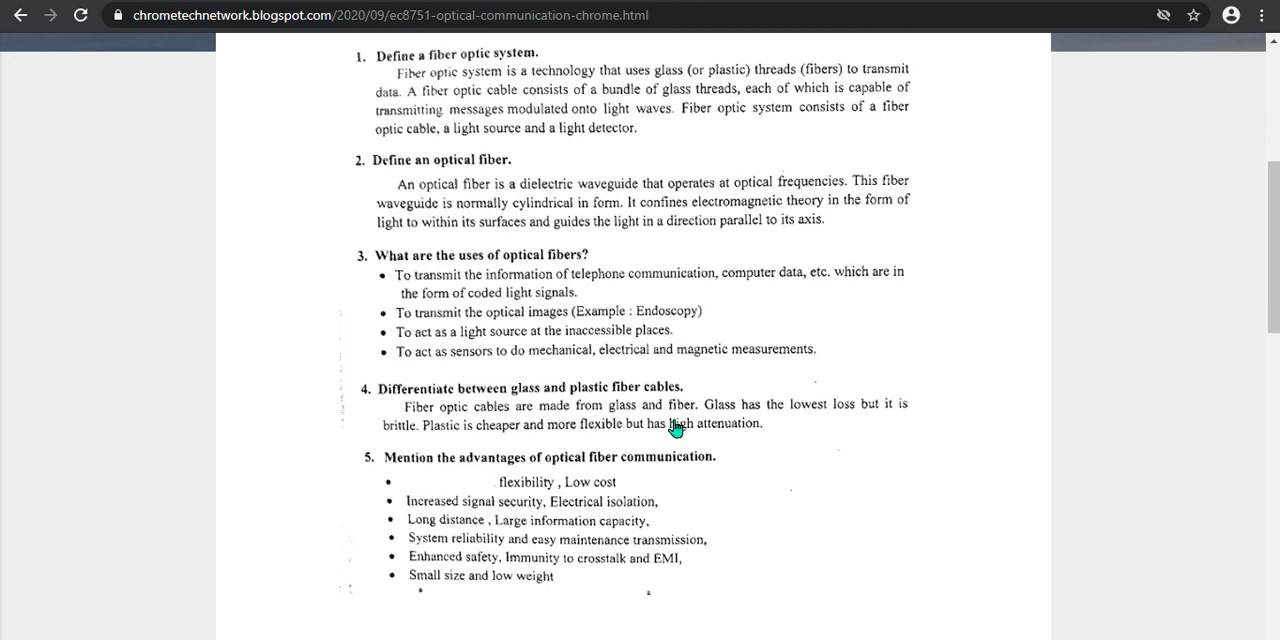 chrometechnetwork.blogspot.com/2020/09/ec8751-optical-communication-chrome.html
1. Define a fiber optic system.
Fiber optic system is a technology that uses glass (or plastic) threads (fibers) to transmit
data. A fiber optic cable consists of a bundle of glass threads, each of which is capable of
transmitting messages modulated onto light waves. Fiber optic system consists of a fiber
optic cable, a light source and a light detector.
2. Define an optical fiber.
An optical fiber is a dielectric waveguide that operates at optical frequencies. This fiber
waveguide is normally cylindrical in form. It confines electromagnetic theory in the form of
light to within its surfaces and guides the light in a direction parallel to its axis.
3. What are the uses of optical fibers?
• To transmit the information of telephone communication, computer data, etc. which are in
the form of coded light signals.
• To transmit the optical images (Example : Endoscopy)
• To act as a light source at the inaccessible places.
• To act as sensors to do mechanical, electrical and magnetic measurements.
4. Differentiate between glass and plastic fiber cables.
Fiber optic cables are made from glass and fiber. Glass has the lowest loss but it is
brittle. Plastic is cheaper and more flexible but has high attenuation.
5. Mention the advantages of optical fiber communication.
• flexibility , Low cost
• Increased signal security, Electrical isolation,
• Long distance , Large information capacity,
• System reliability and easy maintenance transmission,
• Enhanced safety, Immunity to crosstalk and EMI,
• Small size and low weight